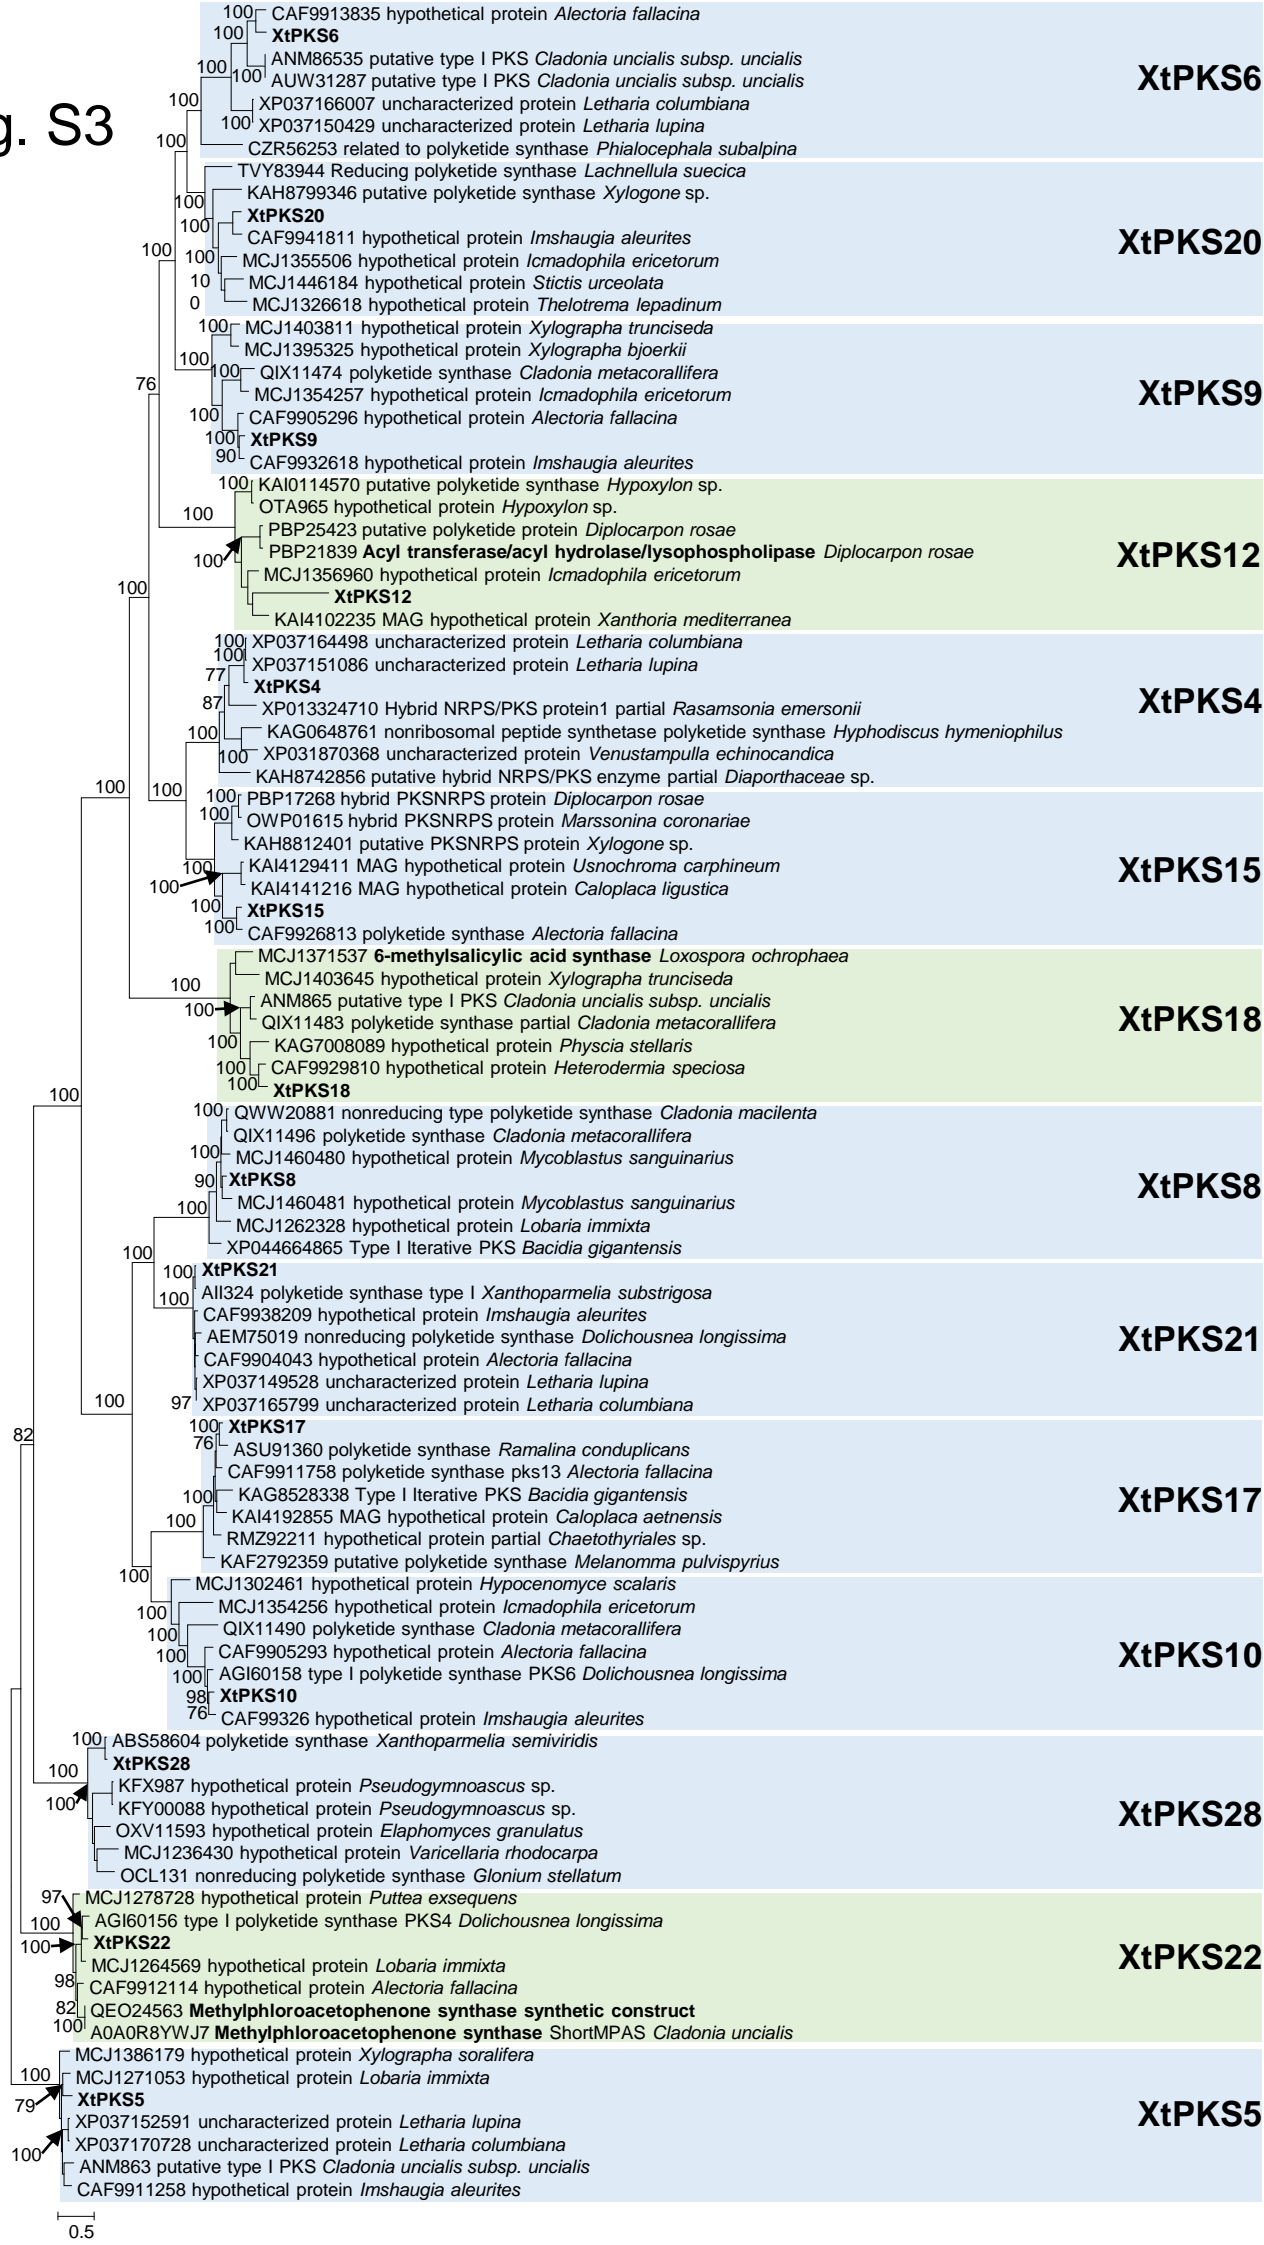 g. S3
100 CAF9913835 hypothetical protein Alectoria fallacina
100 XtPKS6
ANM86535 putative type I PKS Cladonia uncialis subsp. uncialis
100 100 AUW31287 putative type I PKS Cladonia uncialis subsp. uncialis
XtPKS6
100 XP037166007 uncharacterized protein Letharia columbiana
100 XP037150429 uncharacterized protein Letharia lupina
100 CZR56253 related to polyketide synthase Phialocephala subalpina
TVY83944 Reducing polyketide synthase Lachnellula suecica
100 KAH8799346 putative polyketide synthase Xylogone sp.
100 XtPKS20
100 CAF9941811 hypothetical protein Imshaugia aleurites
XtPKS20
100 MCJ1355506 hypothetical protein Icmadophila ericetorum
10 MCJ1446184 hypothetical protein Stictis urceolata
0 MCJ1326618 hypothetical protein Thelotrema lepadinum
100 MCJ1403811 hypothetical protein Xylographa trunciseda
100 MCJ1395325 hypothetical protein Xylographa bjoerkii
100 QIX11474 polyketide synthase Cladonia metacorallifera
76 MCJ1354257 hypothetical protein Icmadophila ericetorum
XtPKS9
100 CAF9905296 hypothetical protein Alectoria fallacina
100 XtPKS9
90 CAF9932618 hypothetical protein Imshaugia aleurites
100 KAI0114570 putative polyketide synthase Hypoxylon sp.
100 OTA965 hypothetical protein Hypoxylon sp.
PBP25423 putative polyketide protein Diplocarpon rosae
100 PBP21839 Acyl transferase/acyl hydrolase/lysophospholipase Diplocarpon rosae
XtPKS12
100 MCJ1356960 hypothetical protein Icmadophila ericetorum
XtPKS12
KAI4102235 MAG hypothetical protein Xanthoria mediterranea
100 XP037164498 uncharacterized protein Letharia columbiana
100 XP037151086 uncharacterized protein Letharia lupina
77 XtPKS4
87 XP013324710 Hybrid NRPS/PKS protein1 partial Rasamsonia emersonii
XtPKS4
100 KAG0648761 nonribosomal peptide synthetase polyketide synthase Hyphodiscus hymeniophilus
100 XP031870368 uncharacterized protein Venustampulla echinocandica
KAH8742856 putative hybrid NRPS/PKS enzyme partial Diaporthaceae sp.
100 100 100 PBP17268 hybrid PKSNRPS protein Diplocarpon rosae
100 OWP01615 hybrid PKSNRPS protein Marssonina coronariae
KAH8812401 putative PKSNRPS protein Xylogone sp.
100 KAI4129411 MAG hypothetical protein Usnochroma carphineum
XtPKS15
100 KAI4141216 MAG hypothetical protein Caloplaca ligustica
100 XtPKS15
100 CAF9926813 polyketide synthase Alectoria fallacina
MCJ1371537 6-methylsalicylic acid synthase Loxospora ochrophaea
100 MCJ1403645 hypothetical protein Xylographa trunciseda
100 ANM865 putative type I PKS Cladonia uncialis subsp. uncialis
QIX11483 polyketide synthase partial Cladonia metacorallifera
XtPKS18
100 KAG7008089 hypothetical protein Physcia stellaris
100 CAF9929810 hypothetical protein Heterodermia speciosa
100 100 XtPKS18
100 QWW20881 nonreducing type polyketide synthase Cladonia macilenta
QIX11496 polyketide synthase Cladonia metacorallifera
100 MCJ1460480 hypothetical protein Mycoblastus sanguinarius
90 XtPKS8
XtPKS8
100 MCJ1460481 hypothetical protein Mycoblastus sanguinarius
MCJ1262328 hypothetical protein Lobaria immixta
100 XP044664865 Type I Iterative PKS Bacidia gigantensis
100 XtPKS21
100 AII324 polyketide synthase type I Xanthoparmelia substrigosa
CAF9938209 hypothetical protein Imshaugia aleurites
AEM75019 nonreducing polyketide synthase Dolichousnea longissima
XtPKS21
CAF9904043 hypothetical protein Alectoria fallacina
XP037149528 uncharacterized protein Letharia lupina
100 97 XP037165799 uncharacterized protein Letharia columbiana
100 XtPKS17
82 76 ASU91360 polyketide synthase Ramalina conduplicans
CAF9911758 polyketide synthase pks13 Alectoria fallacina
100 KAG8528338 Type I Iterative PKS Bacidia gigantensis
XtPKS17
100 KAI4192855 MAG hypothetical protein Caloplaca aetnensis
RMZ92211 hypothetical protein partial Chaetothyriales sp.
KAF2792359 putative polyketide synthase Melanomma pulvispyrius
100 MCJ1302461 hypothetical protein Hypocenomyce scalaris
100 MCJ1354256 hypothetical protein Icmadophila ericetorum
100 QIX11490 polyketide synthase Cladonia metacorallifera
100 CAF9905293 hypothetical protein Alectoria fallacina
XtPKS10
100 AGI60158 type I polyketide synthase PKS6 Dolichousnea longissima
98 XtPKS10
76 CAF99326 hypothetical protein Imshaugia aleurites
100 ABS58604 polyketide synthase Xanthoparmelia semiviridis
100 XtPKS28
KFX987 hypothetical protein Pseudogymnoascus sp.
100 KFY00088 hypothetical protein Pseudogymnoascus sp.
XtPKS28
OXV11593 hypothetical protein Elaphomyces granulatus
MCJ1236430 hypothetical protein Varicellaria rhodocarpa
OCL131 nonreducing polyketide synthase Glonium stellatum
97 MCJ1278728 hypothetical protein Puttea exsequens
100 AGI60156 type I polyketide synthase PKS4 Dolichousnea longissima
100 XtPKS22
XtPKS22
MCJ1264569 hypothetical protein Lobaria immixta
98 CAF9912114 hypothetical protein Alectoria fallacina
82 QEO24563 Methylphloroacetophenone synthase synthetic construct
100 A0A0R8YWJ7 Methylphloroacetophenone synthase ShortMPAS Cladonia uncialis
MCJ1386179 hypothetical protein Xylographa soralifera
100 MCJ1271053 hypothetical protein Lobaria immixta
79 XtPKS5
XtPKS5
XP037152591 uncharacterized protein Letharia lupina
100 XP037170728 uncharacterized protein Letharia columbiana
ANM863 putative type I PKS Cladonia uncialis subsp. uncialis
CAF9911258 hypothetical protein Imshaugia aleurites
0.5